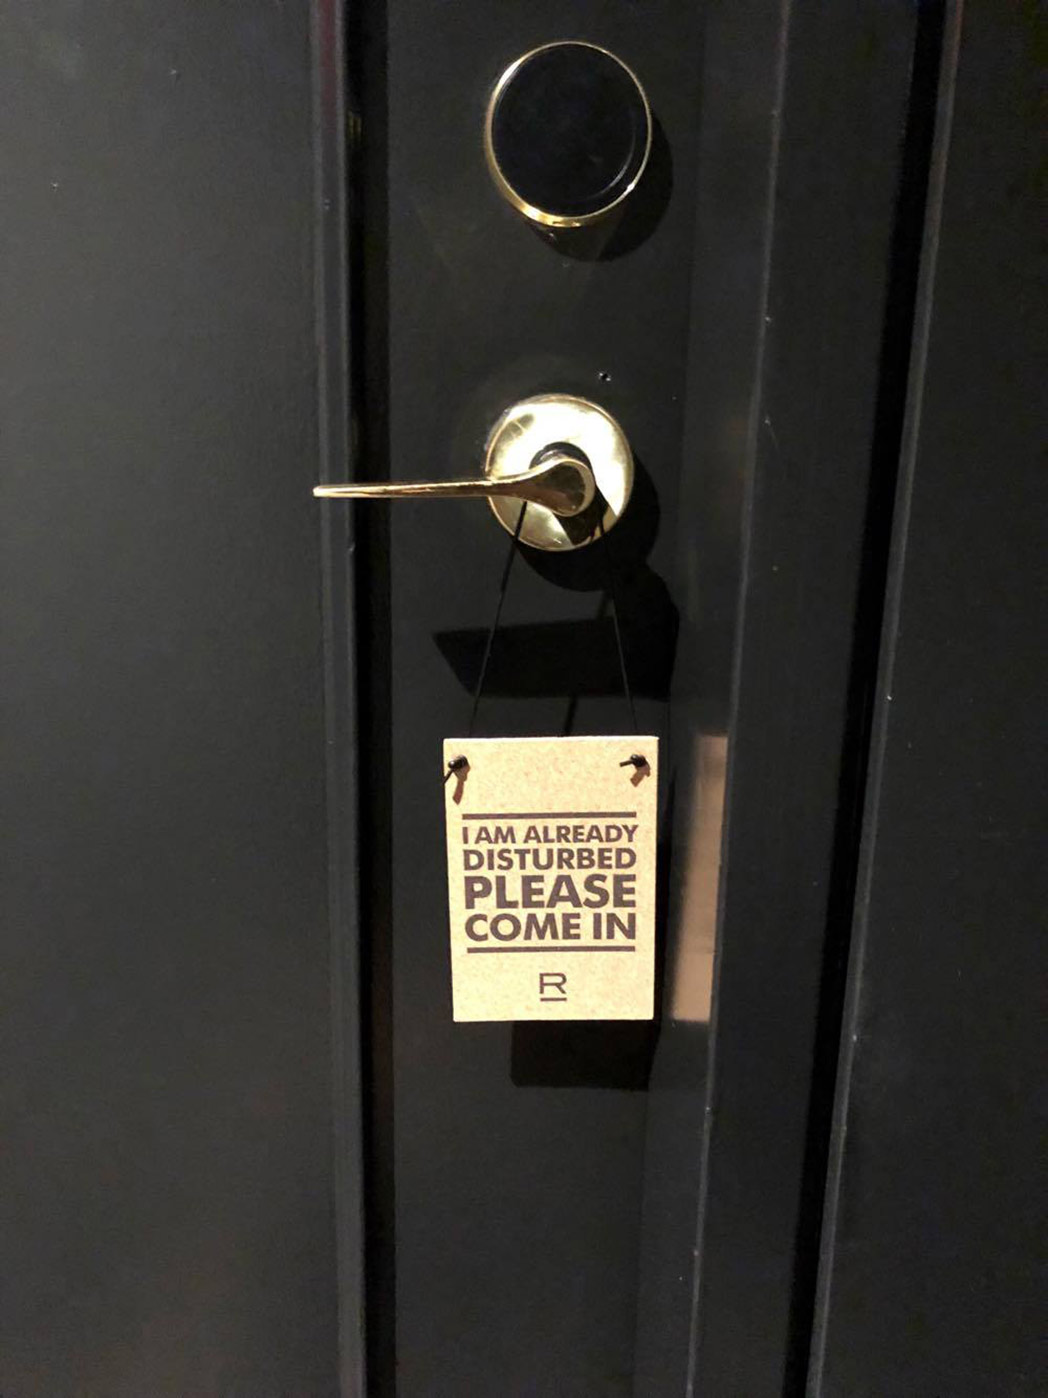 I AM ALREADY
DISTURBED
PLEASE
COME IN
R